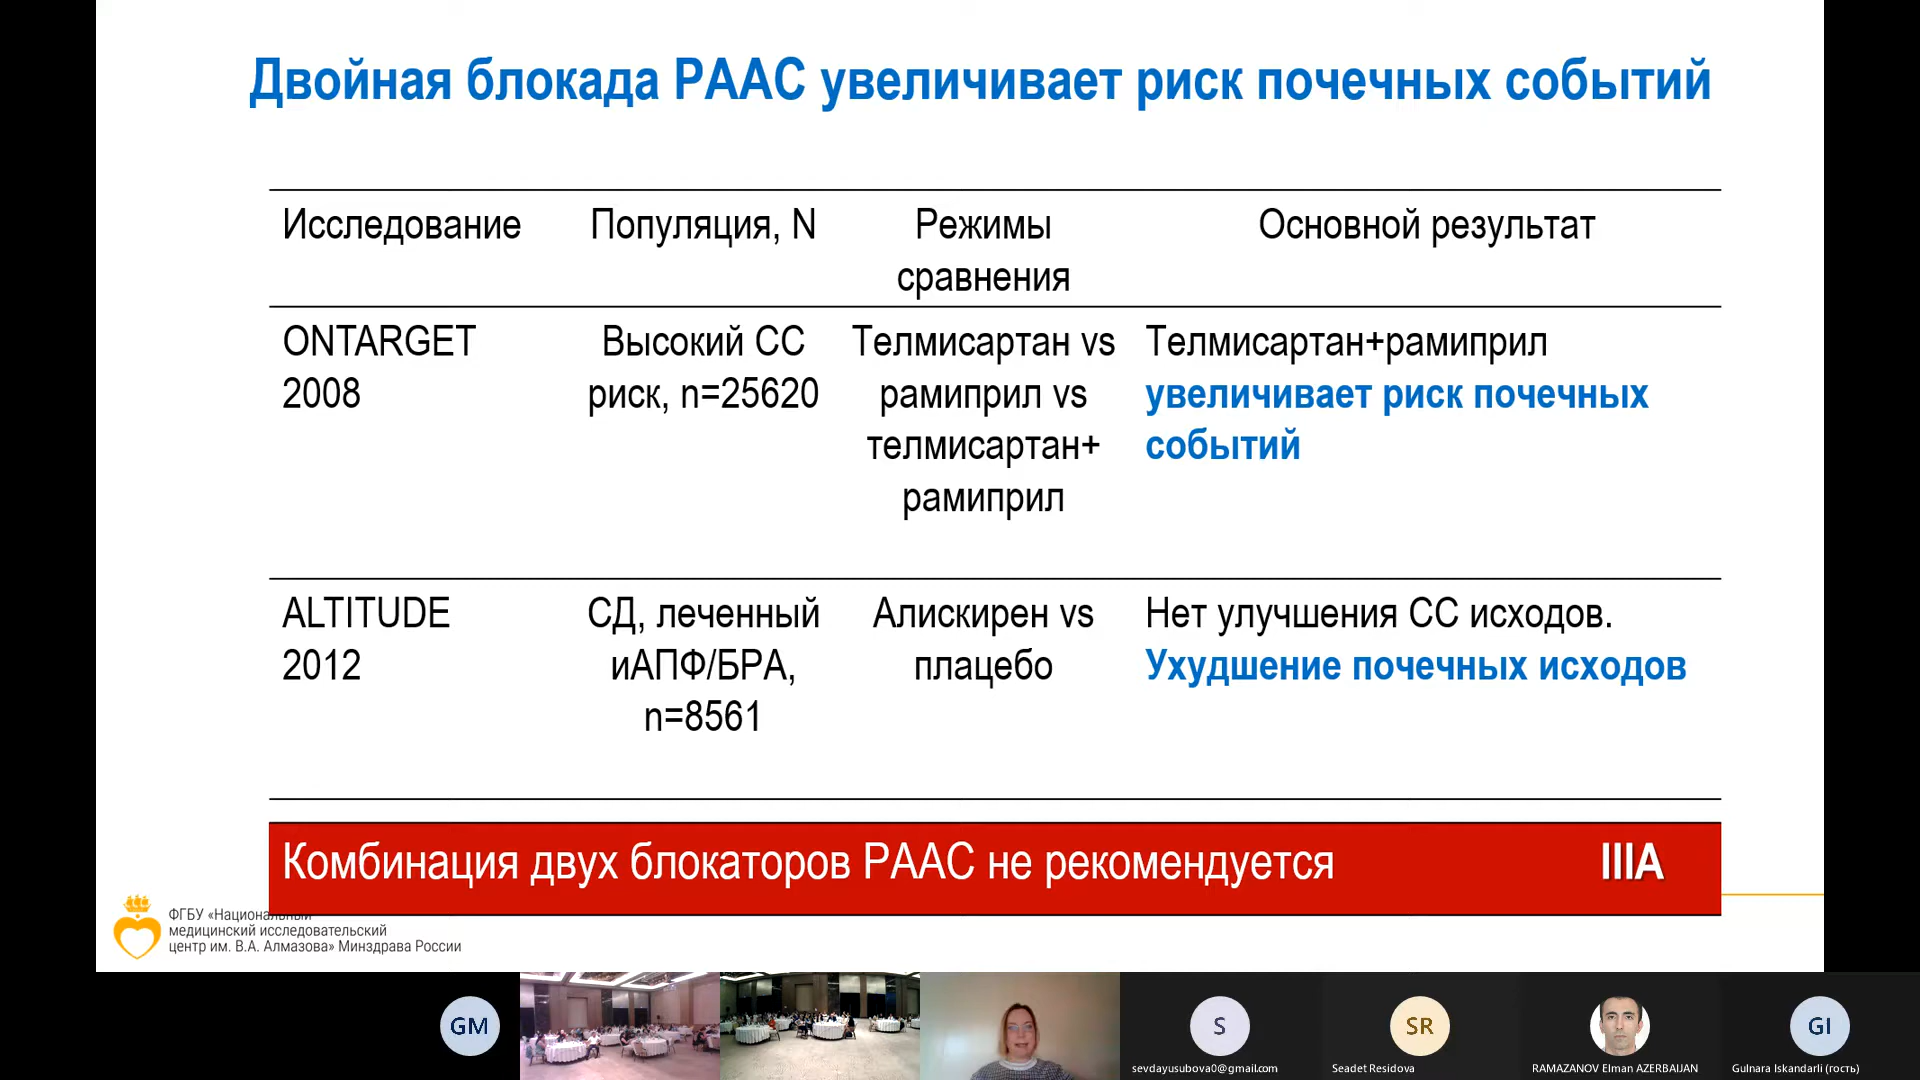 Двойная блокада РААС увеличивает риск почечных событий
Исследование
Популяция, N
Режимы
сравнения
Основной результат
ONTARGET
2008
Высокий СС
риск, n=25620
Телмисартан vs
рамиприл vs
телмисартан+
рамиприл
Телмисартан+рамиприл
увеличивает риск почечных
событий
ALTITUDE
2012
СД, леченный
иАПФ/БРА,
n=8561
Алискирен vs
плацебо
Нет улучшения СС исходов.
Ухудшение почечных исходов
Комбинация двух блокаторов РААС не рекомендуется IIIA
ФГБУ «Национальный
медицинский исследовательский
центр им. В.А. Алмазова» Минздрава России
GM
S
sevdayusubova0@gmail.com
SR
Seadet Residova
RAMAZANOV Elman AZERBAIJAN
GI
Gulnara Iskandarli (гость)